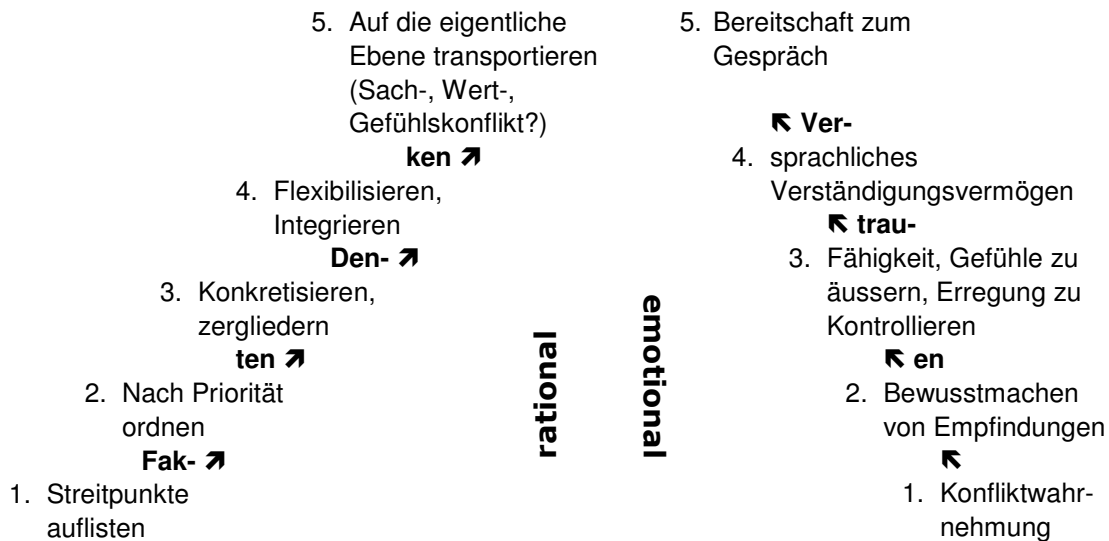 5. Auf die eigentliche
Ebene transportieren
(Sach-, Wert-,
Gefühlskonflikt?)
ken ↗
4. Flexibilisieren,
Integrieren
Den- ↗
3. Konkretisieren,
zergliedern
ten ↗
2. Nach Priorität
ordnen
Fak- ↗
1. Streitpunkte
auflisten
rational
emotional
5. Bereitschaft zum
Gespräch
↖ Ver-
4. sprachliches
Verständigungsvermögen
↖ trau-
3. Fähigkeit, Gefühle zu
äussern, Erregung zu
Kontrollieren
↖ en
2. Bewusstmachen
von Empfindungen
↖
1. Konfliktwahr-
nehmung